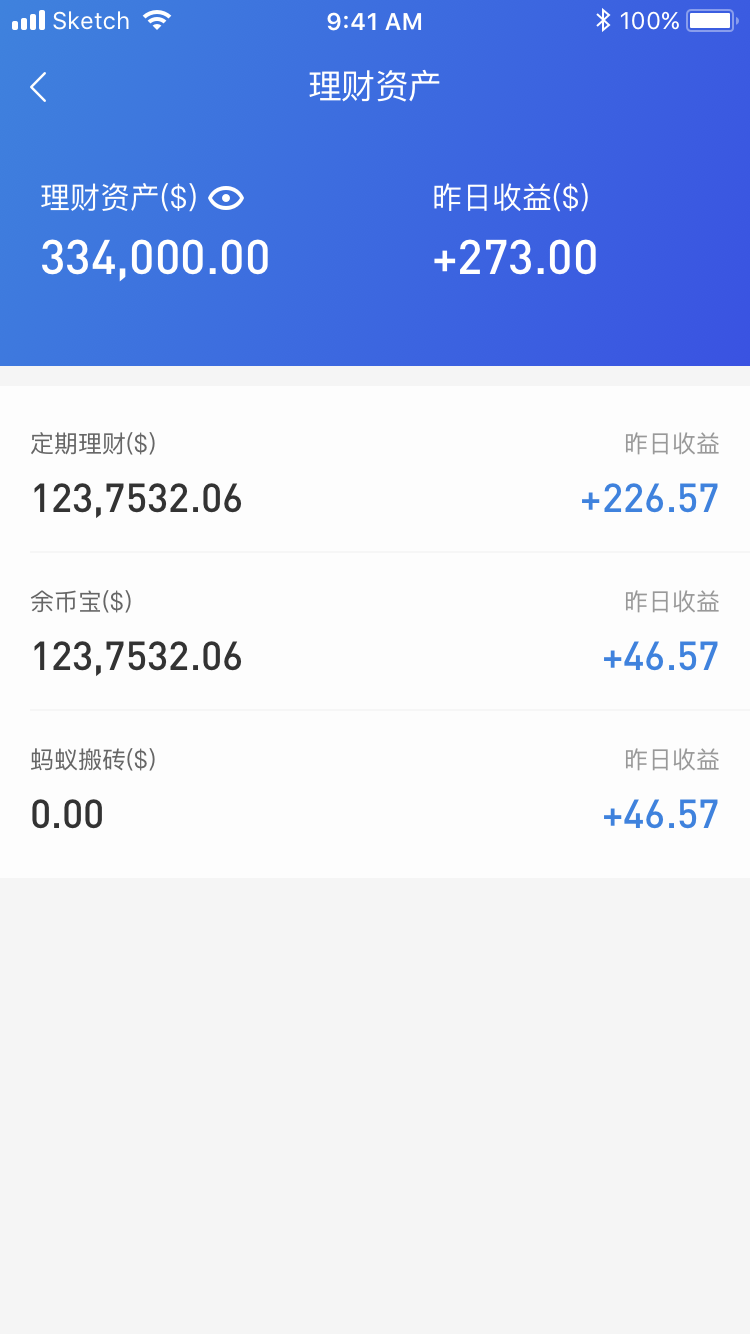 Sketch 9:41 AM 100%
理财资产
理财资产($) 昨日收益($)
334,000.00 +273.00
定期理财($) 昨日收益
123,7532.06 +226.57
余币宝($) 昨日收益
123,7532.06 +46.57
蚂蚁搬砖($) 昨日收益
0.00 +46.57